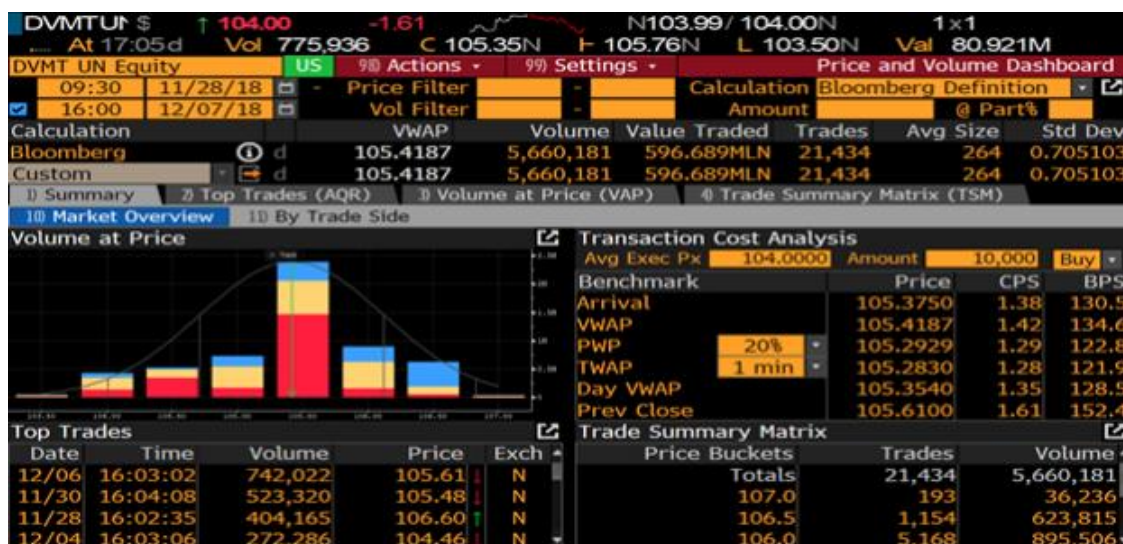 DVMTUN $ ↑ 104.00 -1.61 N103.99 / 104.00N 1×1
At 17:05 d Vol 775,936 C 105.35N H 105.76N L 103.50N Val 80.921M
DVMT UN Equity US 98) Actions 99) Settings Price and Volume Dashboard
09:30 11/28/18 - Price Filter - Calculation Bloomberg Definition
16:00 12/07/18 Vol Filter - Amount @ Part%
Calculation VWAP Volume Value Traded Trades Avg Size Std Dev
Bloomberg d 105.4187 5,660,181 596.689MLN 21,434 264 0.705103
Custom d 105.4187 5,660,181 596.689MLN 21,434 264 0.705103
1) Summary 2) Top Trades (AQR) 3) Volume at Price (VAP) 4) Trade Summary Matrix (TSM)
10) Market Overview 11) By Trade Side
Volume at Price
Transaction Cost Analysis
Avg Exec Px 104.0000 Amount 10,000 Buy
Benchmark Price CPS BPS
Arrival 105.3750 1.38 130.5
VWAP 105.4187 1.42 134.6
PWP 20% 105.2929 1.29 122.8
TWAP 1 min 105.2830 1.28 121.9
Day VWAP 105.3540 1.35 128.5
Prev Close 105.6100 1.61 152.4
Top Trades
Date Time Volume Price Exch
12/06 16:03:02 742,022 105.61 ↓ N
11/30 16:04:08 523,320 105.48 ↓ N
11/28 16:02:35 404,165 106.60 ↑ N
12/04 16:03:06 272,286 104.46 ↓ N
Trade Summary Matrix
Price Buckets Trades Volume
Totals 21,434 5,660,181
107.0 193 36,236
106.5 1,154 623,815
106.0 5,168 895,506